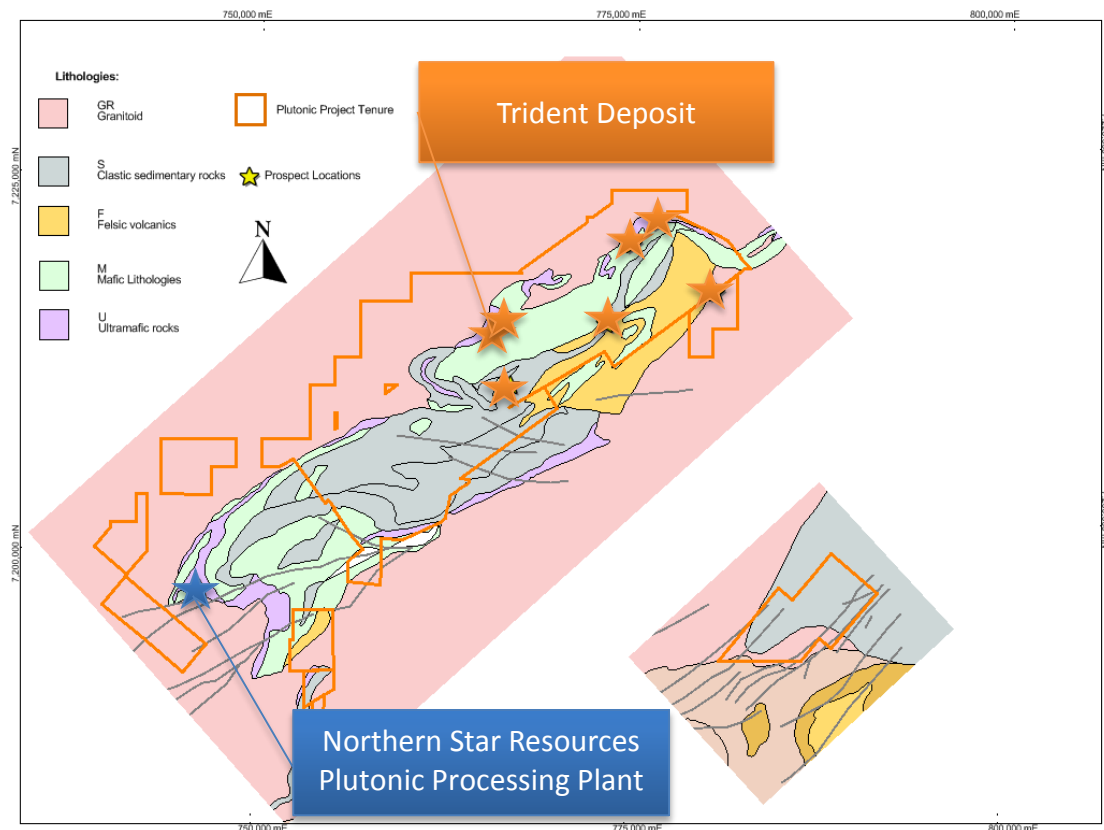 750,000 mE
775,000 mE
800,000 mE
Lithologies:
GR
Granitoid
Plutonic Project Tenure
S
Clastic sedimentary rocks
Prospect Locations
F
Felsic volcanics
N
M
Mafic Lithologies
U
Ultramafic rocks
Trident Deposit
7,225,000 mN
7,200,000 mN
Northern Star Resources
Plutonic Processing Plant
750,000 mE
775,000 mE
800,000 mE